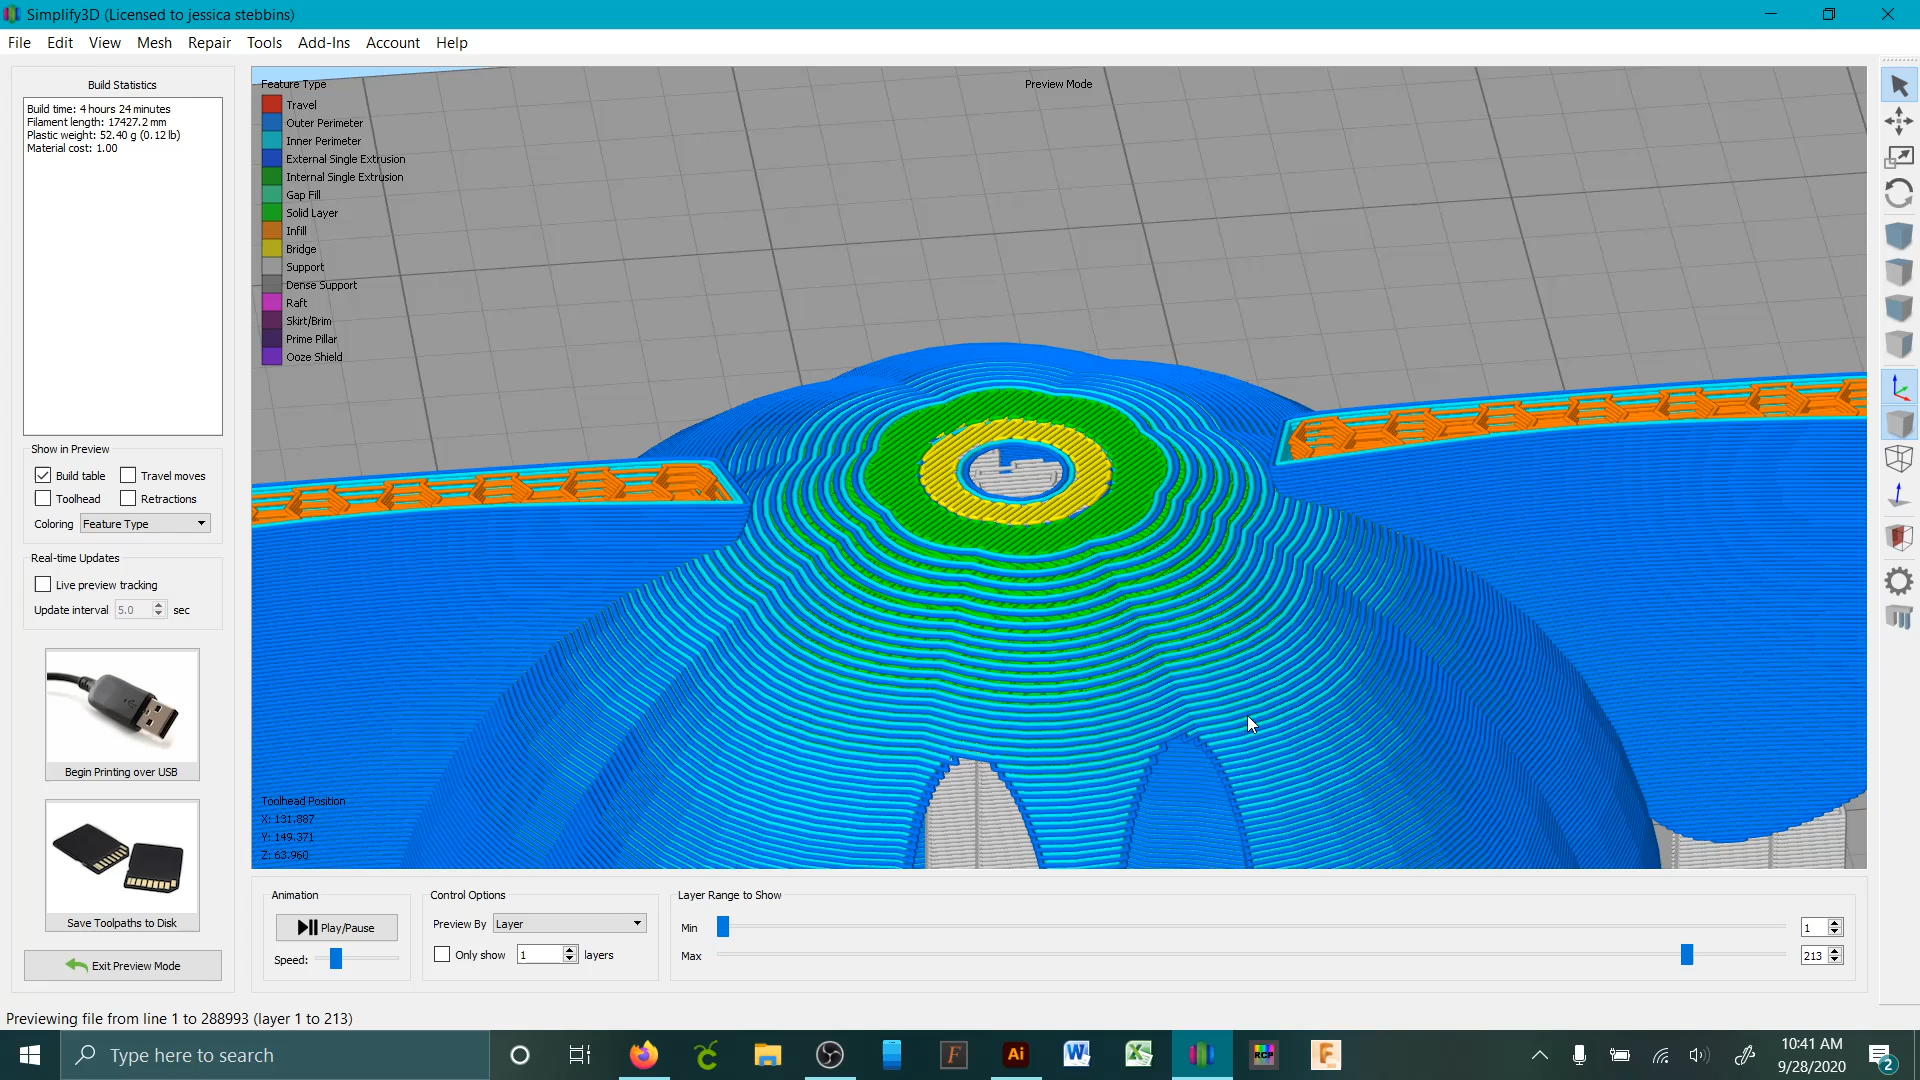 Simplify3D (Licensed to jessica stebbins)
File Edit View Mesh Repair Tools Add-Ins Account Help
Build Statistics
Build time: 4 hours 24 minutes
Filament length: 17427.2 mm
Plastic weight: 52.40 g (0.12 lb)
Material cost: 1.00
Show in Preview
Build table Travel moves
Toolhead Retractions
Coloring Feature Type
Real-time Updates
Live preview tracking
Update interval 5.0 sec
Begin Printing over USB
Save Toolpaths to Disk
Exit Preview Mode
Feature Type
Travel
Outer Perimeter
Inner Perimeter
External Single Extrusion
Internal Single Extrusion
Gap Fill
Solid Layer
Infill
Bridge
Support
Dense Support
Raft
Skirt/Brim
Prime Pillar
Ooze Shield
Preview Mode
Toolhead Position
X: 131.887
Y: 149.371
Z: 63.960
Animation
Play/Pause
Speed:
Control Options
Preview By Layer
Only show 1 layers
Layer Range to Show
Min 1
Max 213
Previewing file from line 1 to 288993 (layer 1 to 213)
Type here to search
F
Ai
W
X
RCP
F
10:41 AM
9/28/2020
2